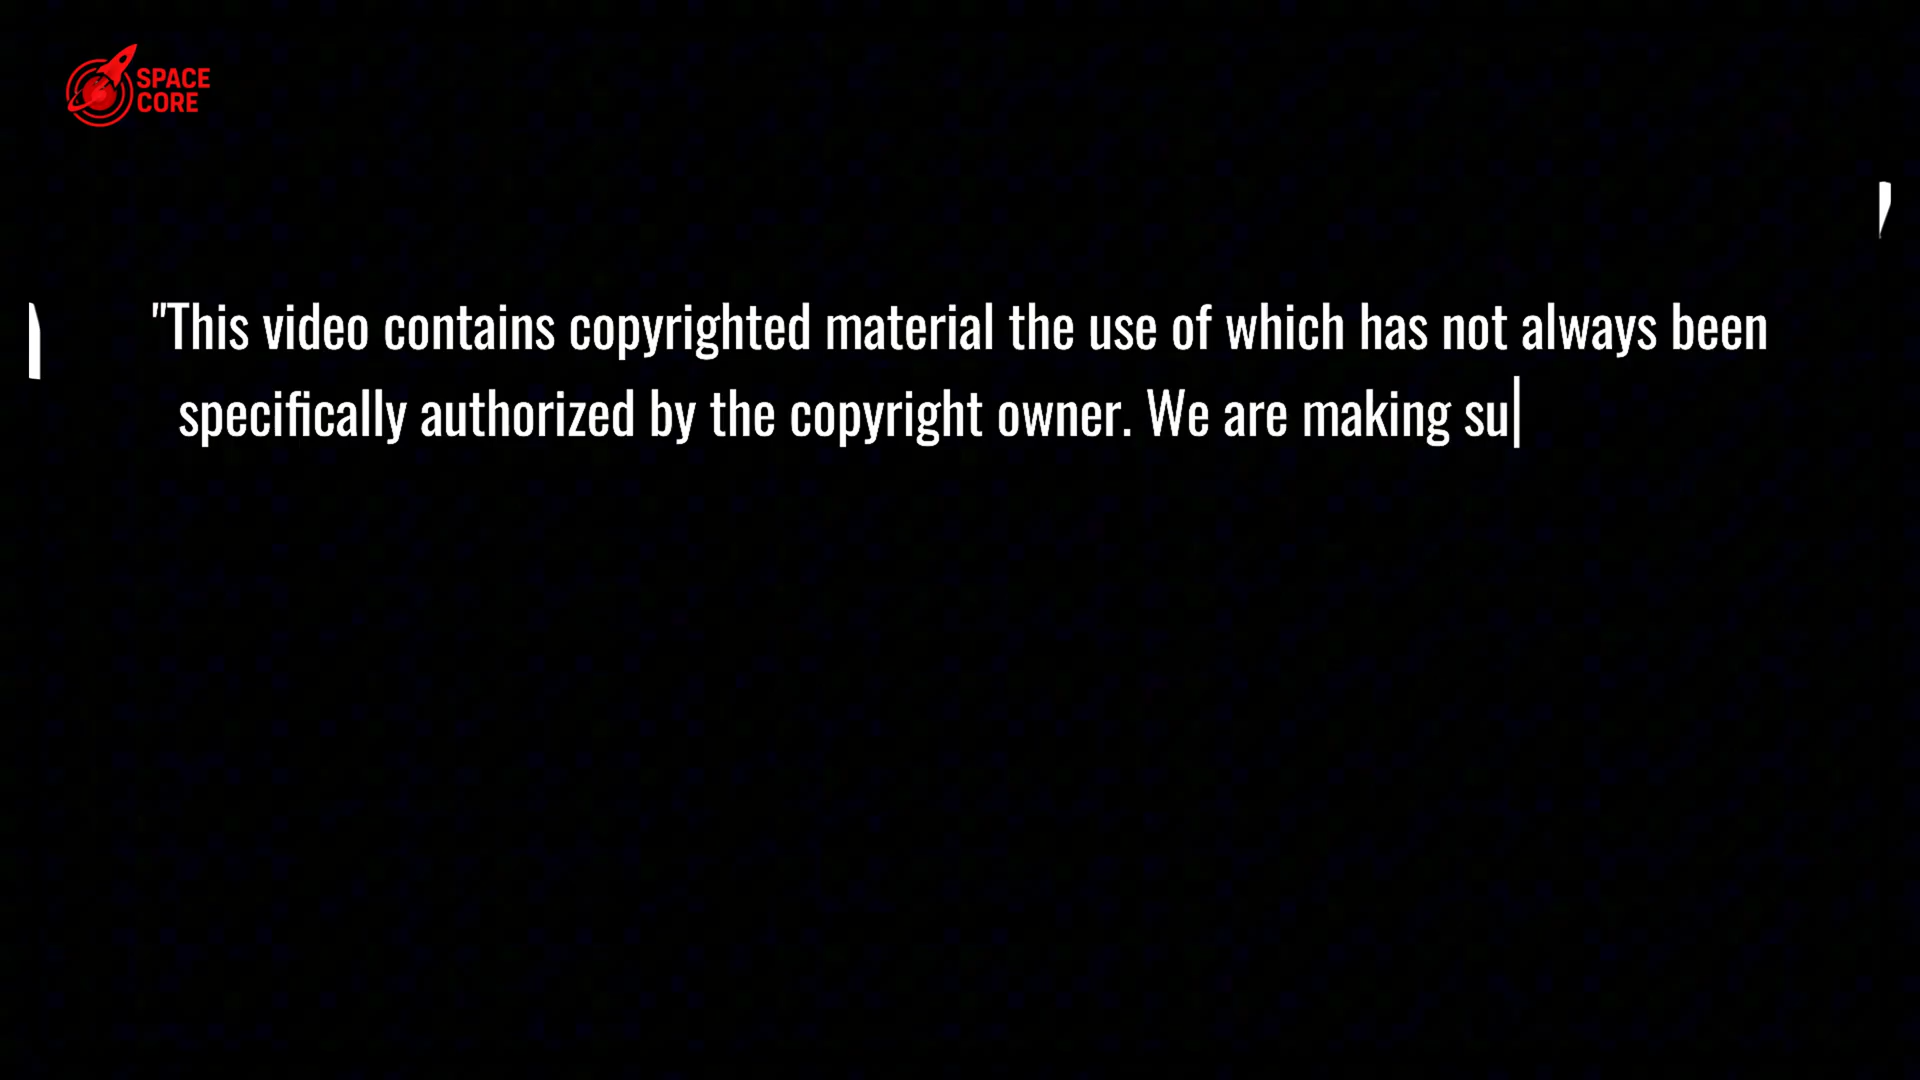 SPACE
CORE
"This video contains copyrighted material the use of which has not always been
specifically authorized by the copyright owner. We are making su